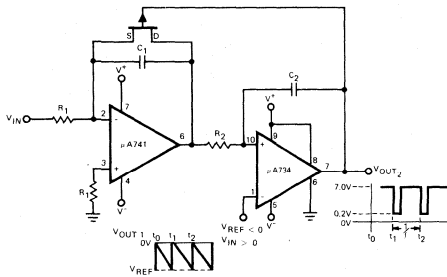 S D
C1
V+
7
VIN
R1
2
-
μA741
6
3
+
4
R1
V-
C2
V+
9
R2
10
+
μA734
8
7
VOUT2
-
6
1
5
V-
VREF < 0
VIN > 0
VOUT 1
t0 t1 t2
0V
VREF
7.0V
0.2V
0V
t0 t1 t2